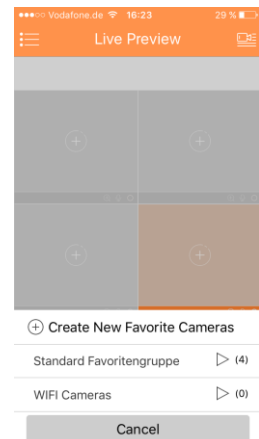 Vodafone.de 16:23 29 %
Live Preview
Create New Favorite Cameras
Standard Favoritengruppe (4)
WIFI Cameras (0)
Cancel